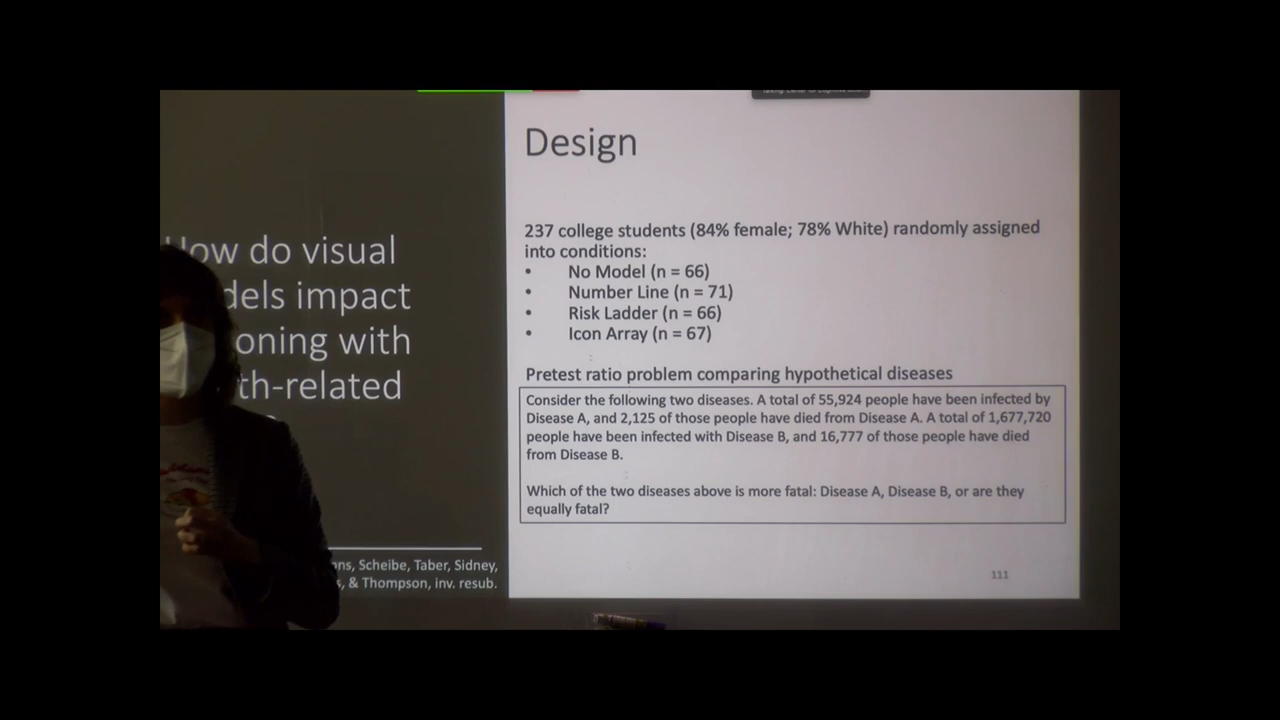 How do visual
dels impact
oning with
th-related
ns, Scheibe, Taber, Sidney,
, & Thompson, inv. resub.
Design
237 college students (84% female; 78% White) randomly assigned
into conditions:
• No Model (n = 66)
• Number Line (n = 71)
• Risk Ladder (n = 66)
• Icon Array (n = 67)
Pretest ratio problem comparing hypothetical diseases
Consider the following two diseases. A total of 55,924 people have been infected by
Disease A, and 2,125 of those people have died from Disease A. A total of 1,677,720
people have been infected with Disease B, and 16,777 of those people have died
from Disease B.
Which of the two diseases above is more fatal: Disease A, Disease B, or are they
equally fatal?
111